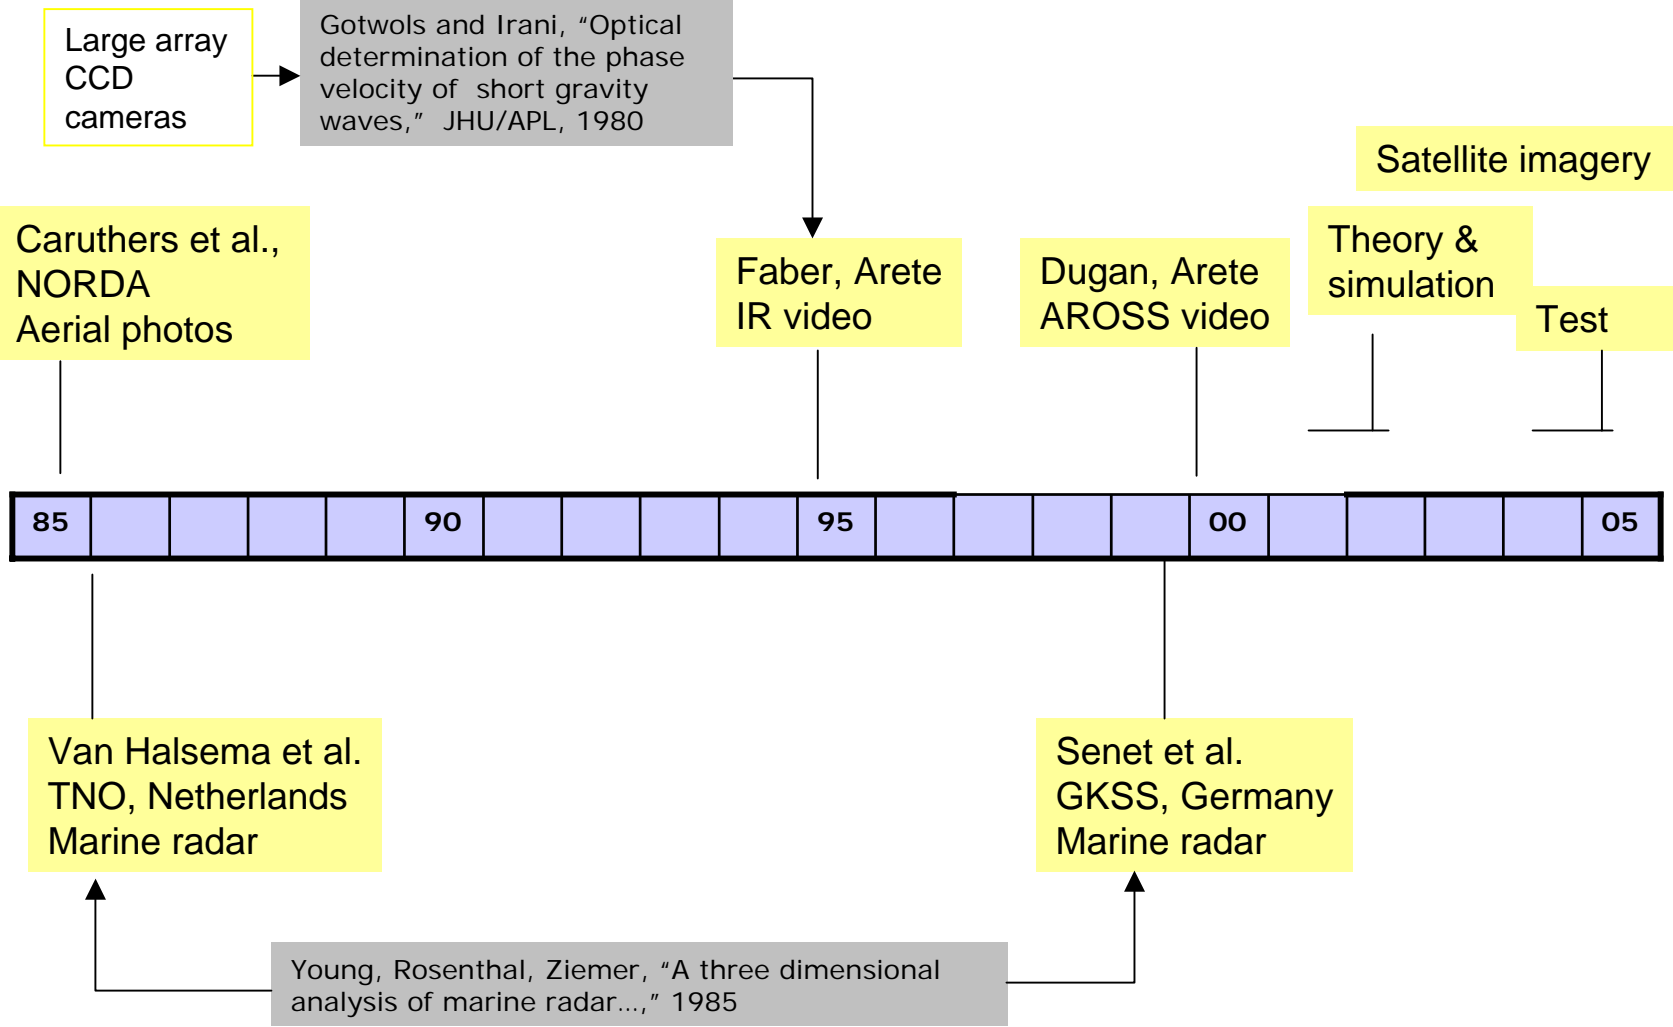 Large array
CCD
cameras
Gotwols and Irani, “Optical
determination of the phase
velocity of short gravity
waves,” JHU/APL, 1980
Satellite imagery
Caruthers et al.,
NORDA
Aerial photos
Faber, Arete
IR video
Dugan, Arete
AROSS video
Theory &
simulation
Test
85 90 95 00 05
Van Halsema et al.
TNO, Netherlands
Marine radar
Senet et al.
GKSS, Germany
Marine radar
Young, Rosenthal, Ziemer, “A three dimensional
analysis of marine radar…,” 1985